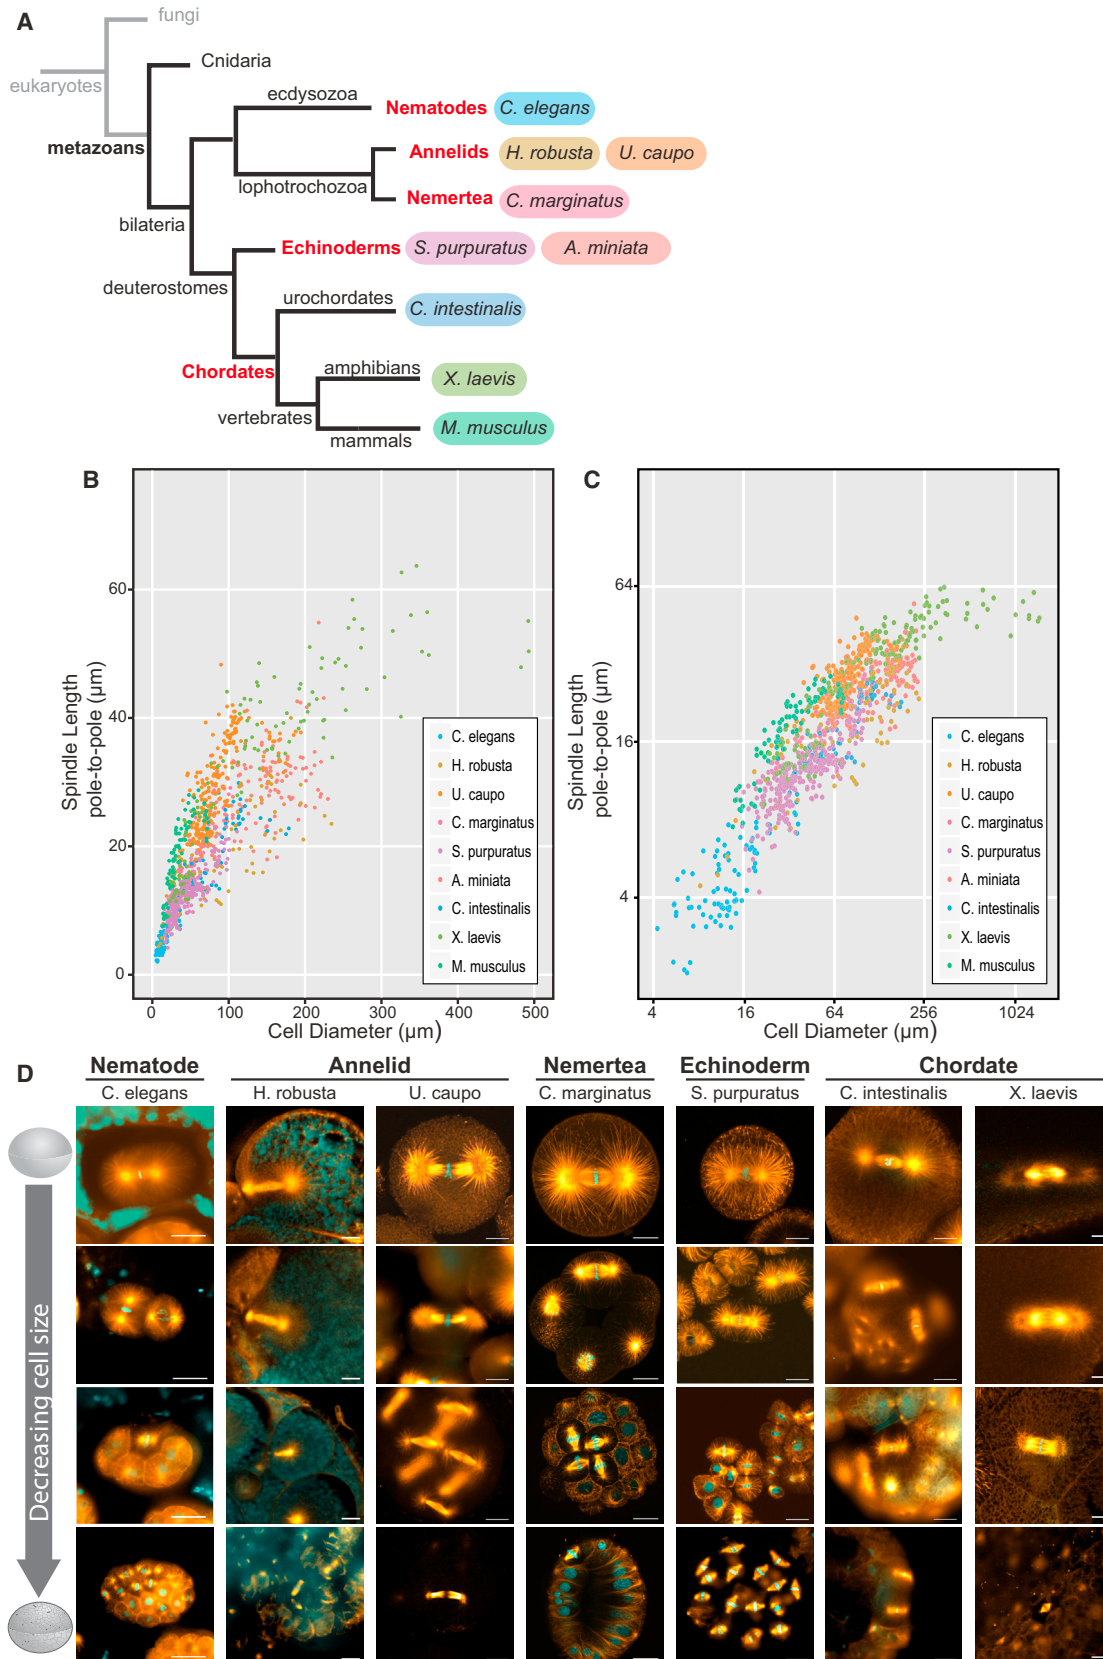 A
fungi
eukaryotes
Cnidaria
metazoans
ecdysozoa
Nematodes C. elegans
Annelids H. robusta U. caupo
lophotrochozoa
Nemertea C. marginatus
bilateria
Echinoderms S. purpuratus A. miniata
deuterostomes
urochordates
C. intestinalis
Chordates
amphibians
X. laevis
vertebrates
M. musculus
mammals
B
Spindle Length
pole-to-pole (µm)
60
40
20
0
0 100 200 300 400 500
Cell Diameter (µm)
C. elegans
H. robusta
U. caupo
C. marginatus
S. purpuratus
A. miniata
C. intestinalis
X. laevis
M. musculus
C
Spindle Length
pole-to-pole (µm)
64
16
4
4 16 64 256 1024
Cell Diameter (µm)
C. elegans
H. robusta
U. caupo
C. marginatus
S. purpuratus
A. miniata
C. intestinalis
X. laevis
M. musculus
D
Nematode Annelid Nemertea Echinoderm Chordate
C. elegans H. robusta U. caupo C. marginatus S. purpuratus C. intestinalis X. laevis
Decreasing cell size